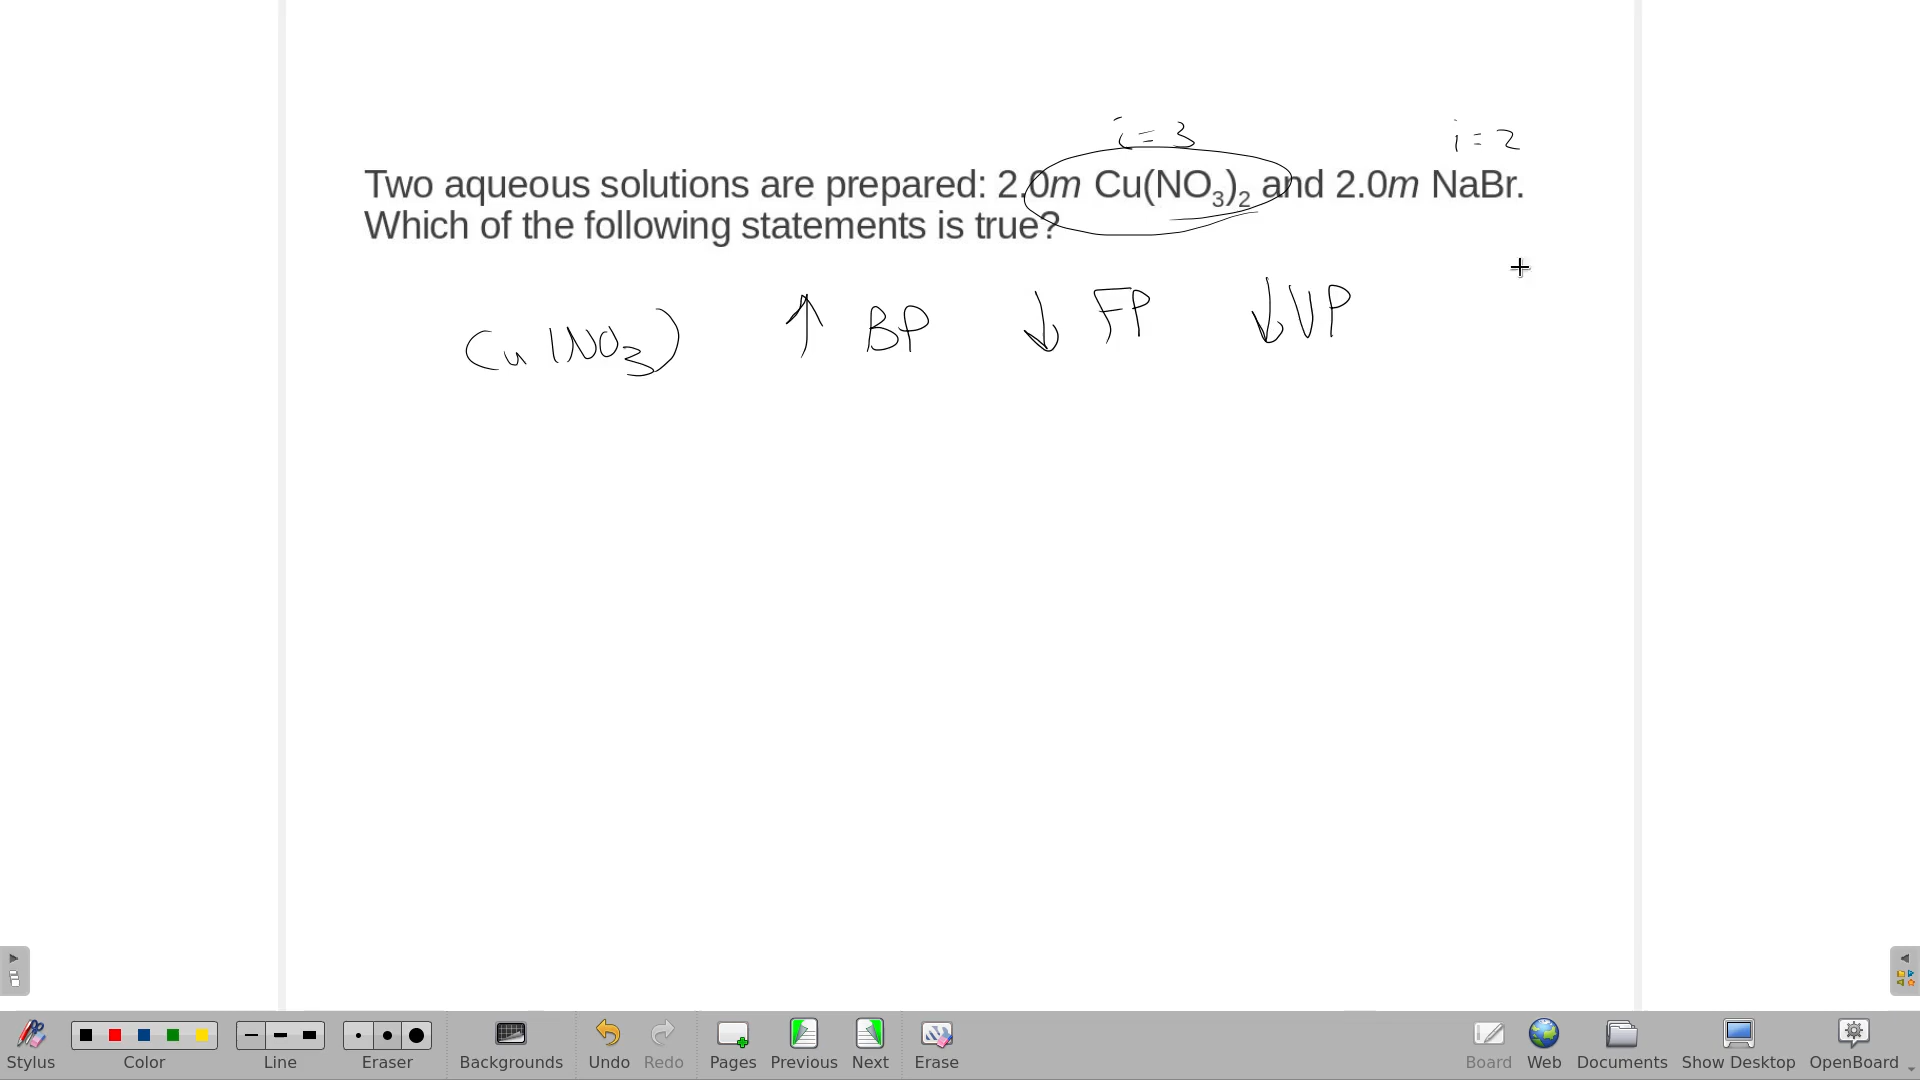 i = 3 i = 2
Two aqueous solutions are prepared: 2.0m Cu(NO3)2 and 2.0m NaBr.
Which of the following statements is true?
Cu(NO3) ↑ BP ↓ FP ↓ VP
Stylus Color Line Eraser Backgrounds Undo Redo Pages Previous Next Erase Board Web Documents Show Desktop OpenBoard